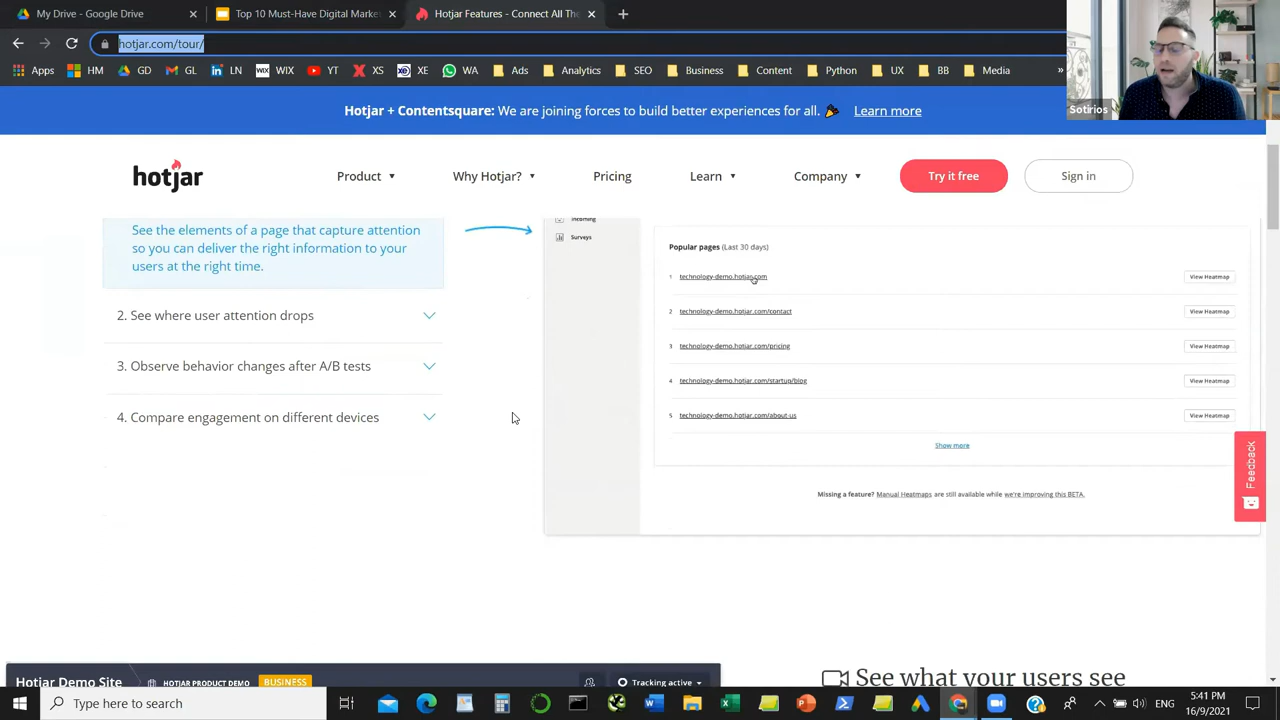 My Drive - Google Drive
Top 10 Must-Have Digital Market
Hotjar Features - Content All The
hotjar.com/tour/
Apps
HM
GD
GL
LN
WIX
WIX
YT
XS
XE
WA
Ads
Analytics
SEO
Business
Content
Python
UX
BB
Media
»
Sotirios
Hotjar + Contentsquare: We are joining forces to build better experiences for all. 🎉 Learn more
hotjar
Product
Why Hotjar?
Pricing
Learn
Company
Try it free
Sign in
See the elements of a page that capture attention
so you can deliver the right information to your
users at the right time.
2. See where user attention drops
3. Observe behavior changes after A/B tests
4. Compare engagement on different devices
Incoming
Surveys
Popular pages (Last 30 days)
1 technology-demo.hotjar.com View Heatmap
2 technology-demo.hotjar.com/contact View Heatmap
3 technology-demo.hotjar.com/pricing View Heatmap
4 technology-demo.hotjar.com/startup/blog View Heatmap
5 technology-demo.hotjar.com/about-us View Heatmap
Show more
Missing a feature? Manual Heatmaps are still available while we're improving this BETA.
Feedback
Hotjar Demo Site
HOTJAR PRODUCT DEMO
BUSINESS
Tracking active
See what your users see
Type here to search
5:41 PM
16/9/2021